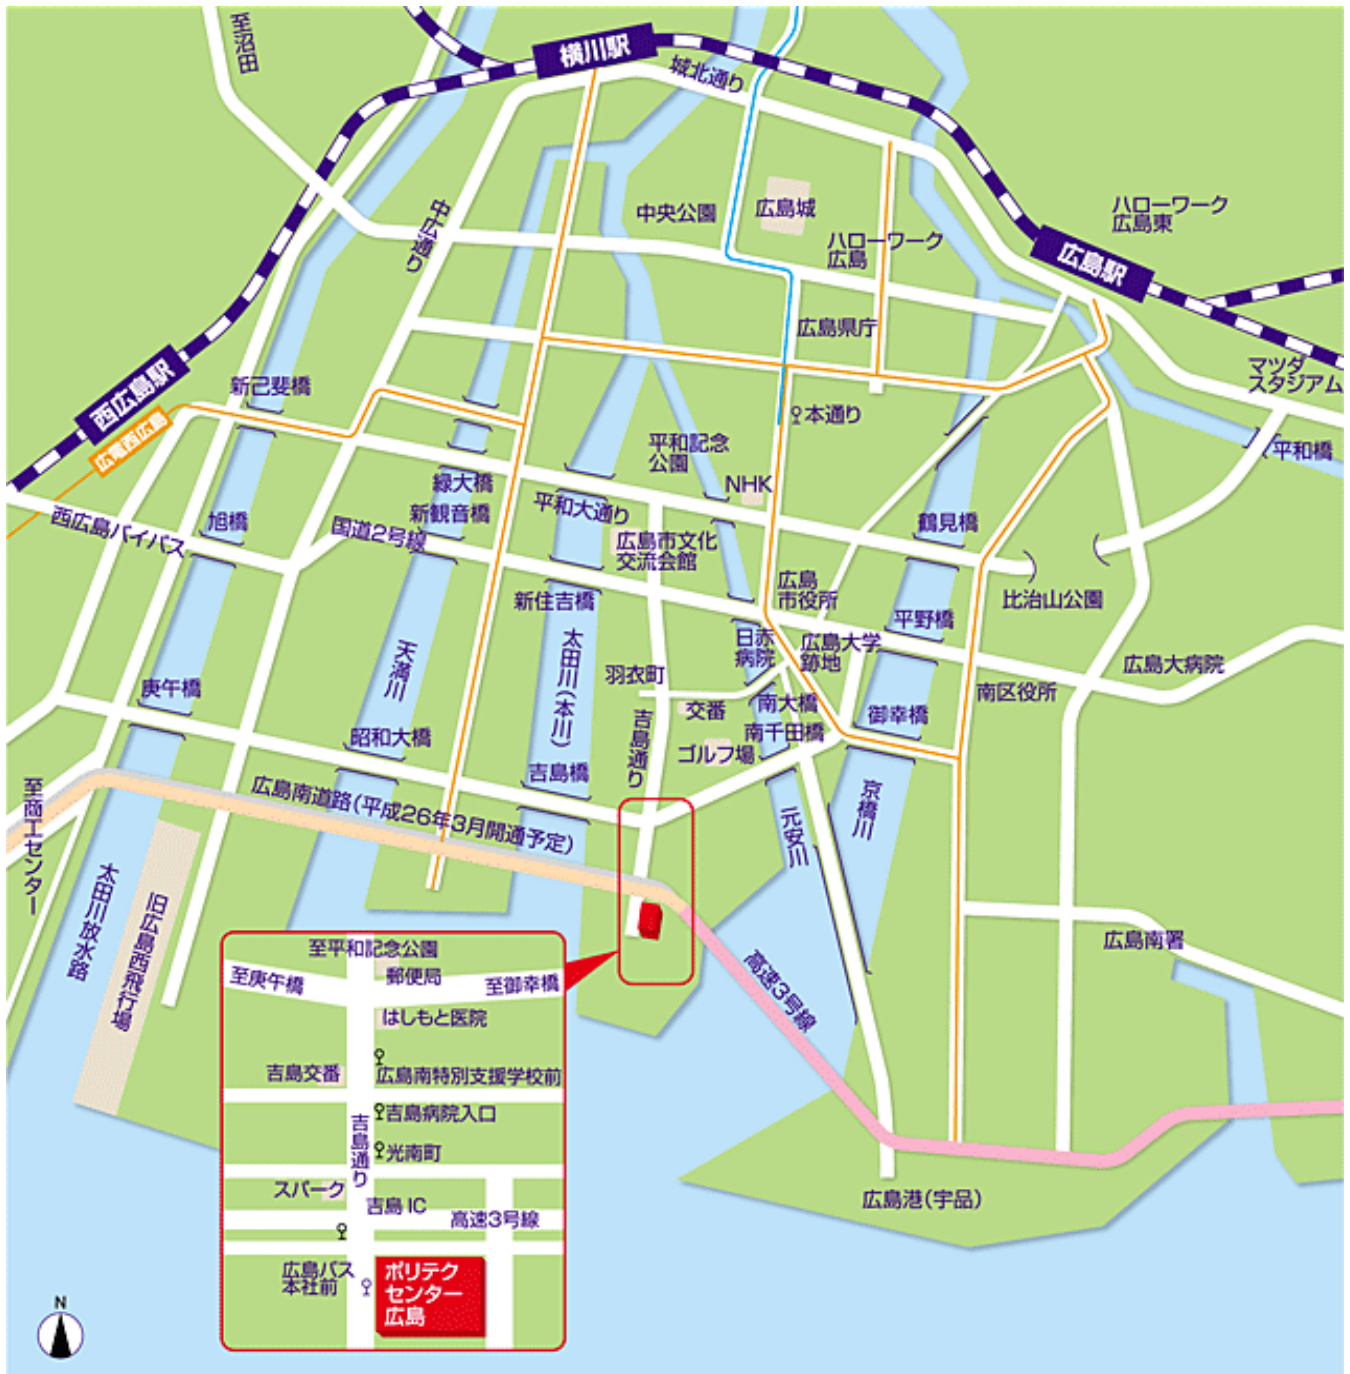 至沼田
横川駅
城北通り
ハローワーク
広島東
中央公園
広島城
中広通り
ハローワーク
広島
広島駅
広島県庁
マツダ
スタジアム
西広島駅
新己斐橋
広電西広島
本通り
平和記念
公園
平和橋
緑大橋
NHK
平和大通り
新観音橋
旭橋
西広島バイパス
国道2号線
鶴見橋
広島市文化
交流会館
広島
市役所
比治山公園
新住吉橋
平野橋
日赤
病院
広島大学
跡地
太田川(本川)
天満川
羽衣町
広島大病院
庚午橋
南区役所
交番
南大橋
御幸橋
吉島通り
昭和大橋
南千田橋
ゴルフ場
吉島橋
至商工センター
広島南道路(平成26年3月開通予定)
元安川
京橋川
太田川放水路
旧広島西飛行場
高速3号線
広島南署
至平和記念公園
至庚午橋
郵便局
至御幸橋
はしもと医院
吉島交番
広島南特別支援学校前
吉島病院入口
吉島通り
光南町
スパーク
吉島IC
高速3号線
広島港(宇品)
広島バス
本社前
ポリテク
センター
広島
N